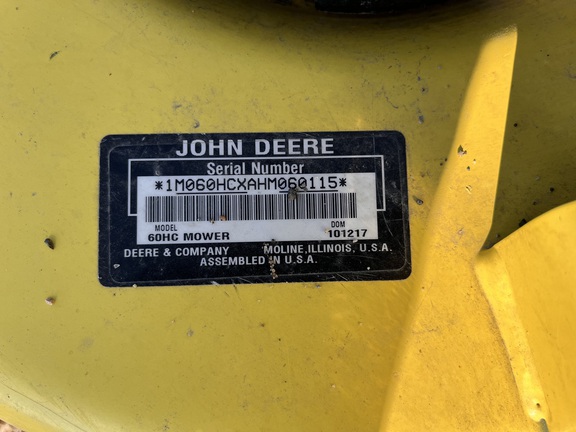 JOHN DEERE
Serial Number
*1M060HCXAHM060115*
MODEL DOM
60HC MOWER 101217
DEERE & COMPANY MOLINE, ILLINOIS, U.S.A.
ASSEMBLED IN U.S.A.